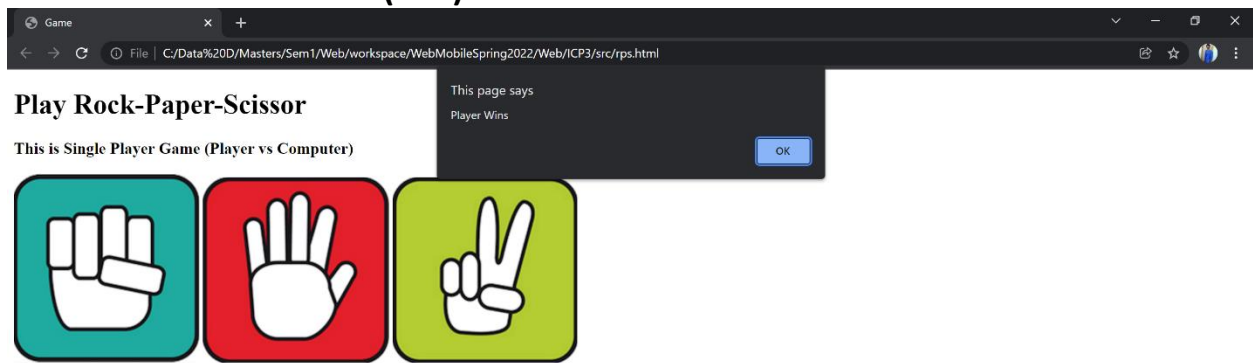 Game
File | C:/Data%20D/Masters/Sem1/Web/workspace/WebMobileSpring2022/Web/ICP3/src/rps.html
This page says
Player Wins
OK
Play Rock-Paper-Scissor
This is Single Player Game (Player vs Computer)